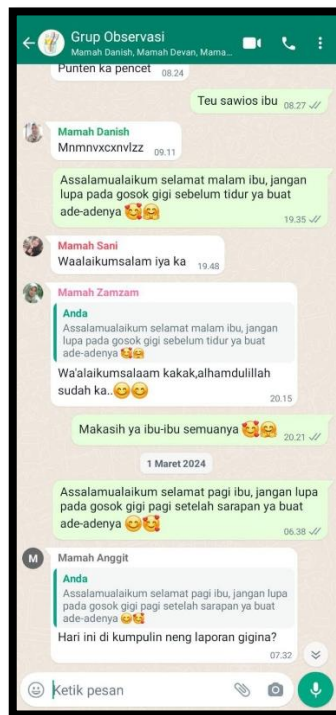 Grup Observasi
Mamah Danish, Mamah Devan, Mama...
Punten ka pencet 08.24
Teu sawios ibu 08.27
Mamah Danish
Mnmnvxcxnvlzz 09.11
Assalamualaikum selamat malam ibu, jangan
lupa pada gosok gigi sebelum tidur ya buat
ade-adenya 🥰🤗
19.35
Mamah Sani
Waalaikumsalam iya ka 19.48
Mamah Zamzam
Anda
Assalamualaikum selamat malam ibu, jangan
lupa pada gosok gigi sebelum tidur ya buat
ade-adenya 🥰🤗
Wa'alaikumsalaam kakak,alhamdulillah
sudah ka..😊😊
20.15
Makasih ya ibu-ibu semuanya 🥰🤗 20.21
1 Maret 2024
Assalamualaikum selamat pagi ibu, jangan lupa
pada gosok gigi pagi setelah sarapan ya buat
ade-adenya 😊🥰
06.38
M
Mamah Anggit
Anda
Assalamualaikum selamat pagi ibu, jangan lupa
pada gosok gigi pagi setelah sarapan ya buat
ade-adenya 😊🥰
Hari ini di kumpulin neng laporan gigina?
07.32
Ketik pesan